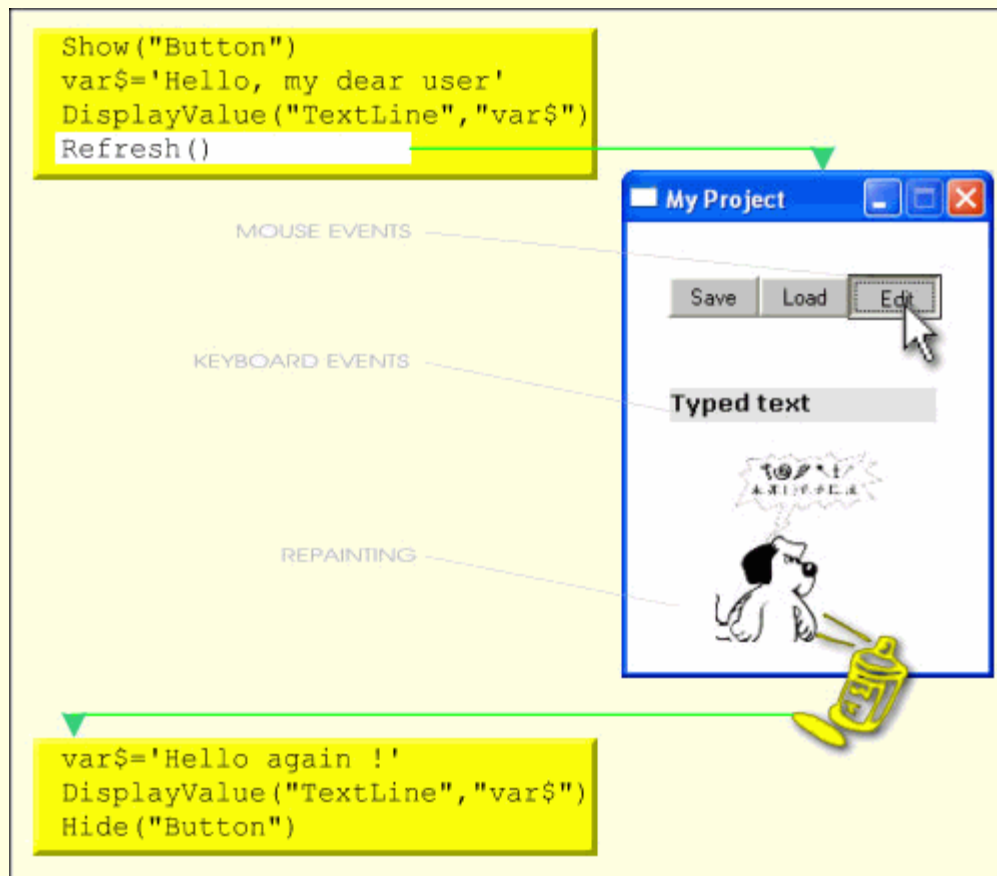 Show("Button")
var$='Hello, my dear user'
DisplayValue("TextLine","var$")
Refresh()
My Project
MOUSE EVENTS
Save Load Edit
KEYBOARD EVENTS
Typed text
REPAINTING
var$='Hello again !'
DisplayValue("TextLine","var$")
Hide("Button")